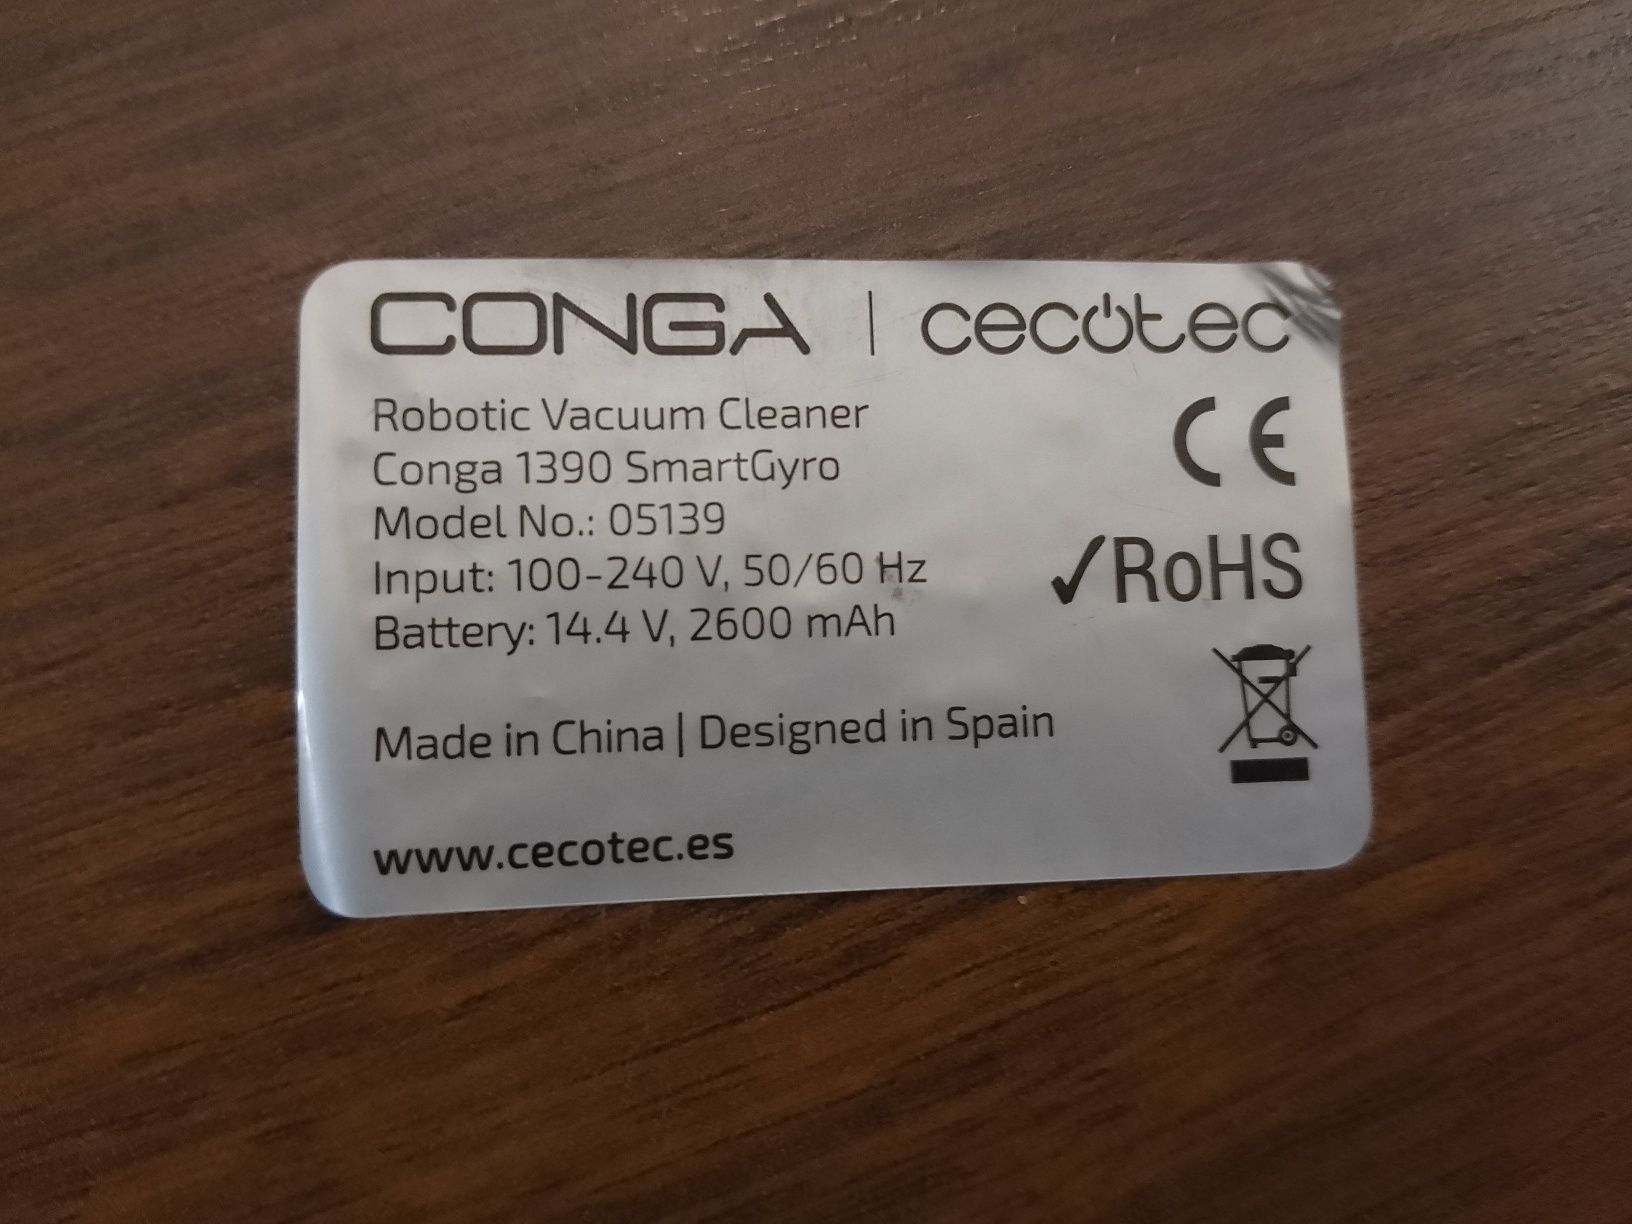 CONGA | cecotec
Robotic Vacuum Cleaner
Conga 1390 SmartGyro
Model No.: 05139
Input: 100-240 V, 50/60 Hz
Battery: 14.4 V, 2600 mAh
CE
✓RoHS
Made in China | Designed in Spain
www.cecotec.es